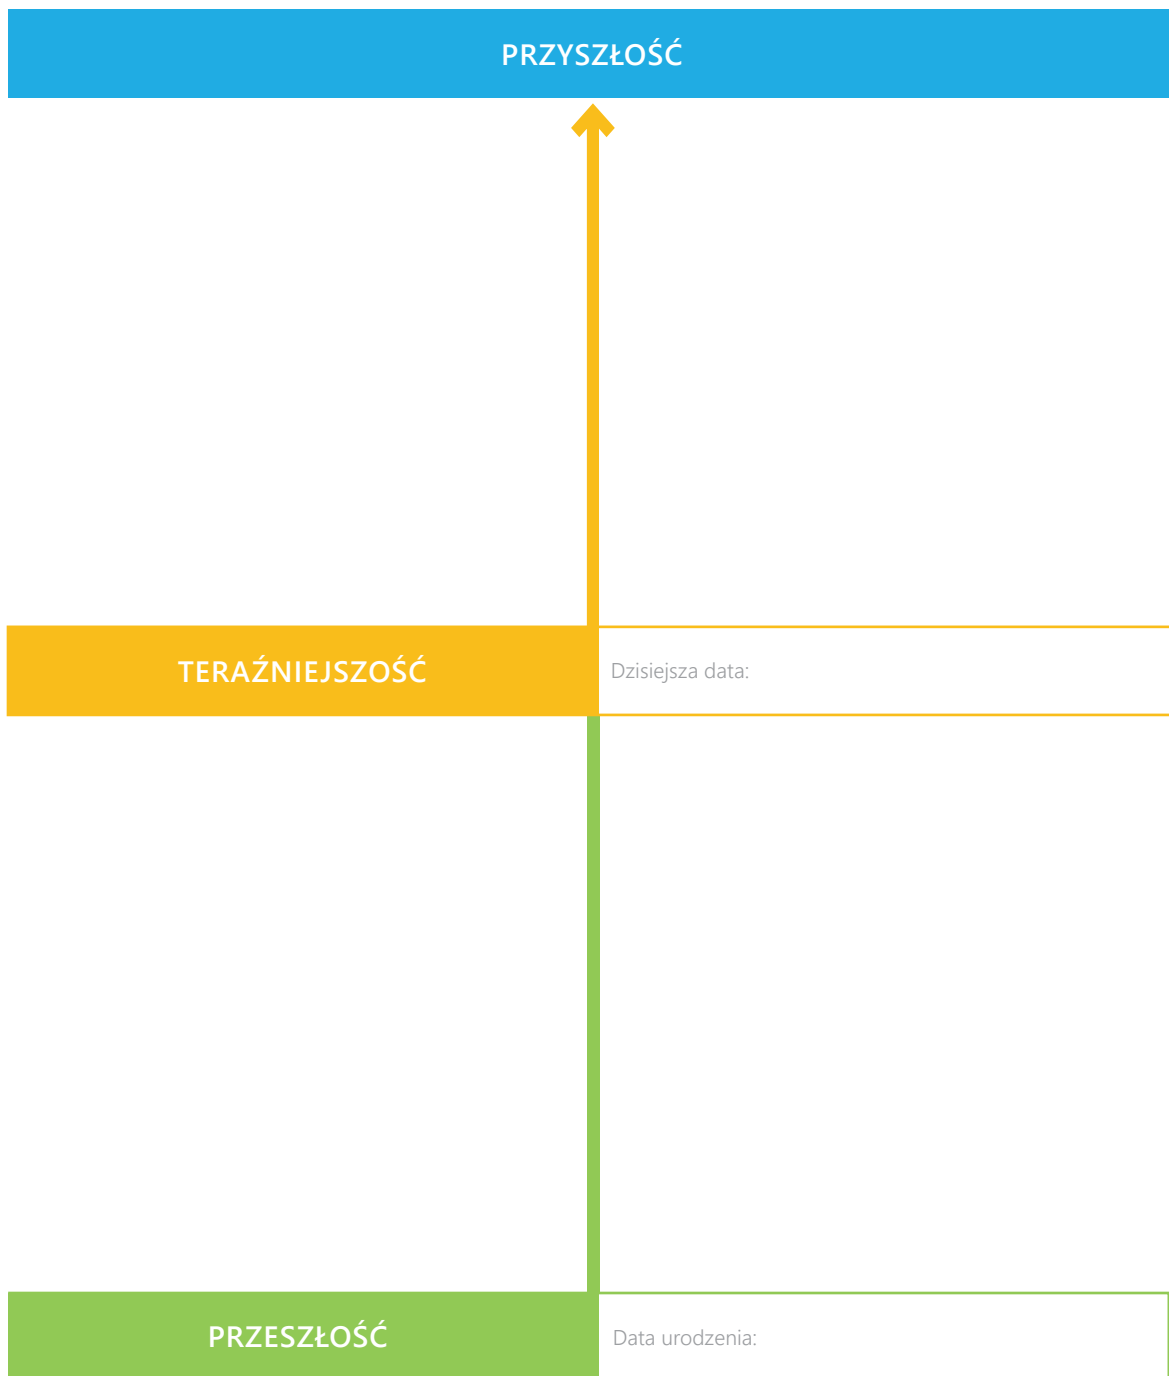 PRZYSZŁOŚĆ
TERAŹNIEJSZOŚĆ
Dzisiejsza data:
PRZESZŁOŚĆ
Data urodzenia: